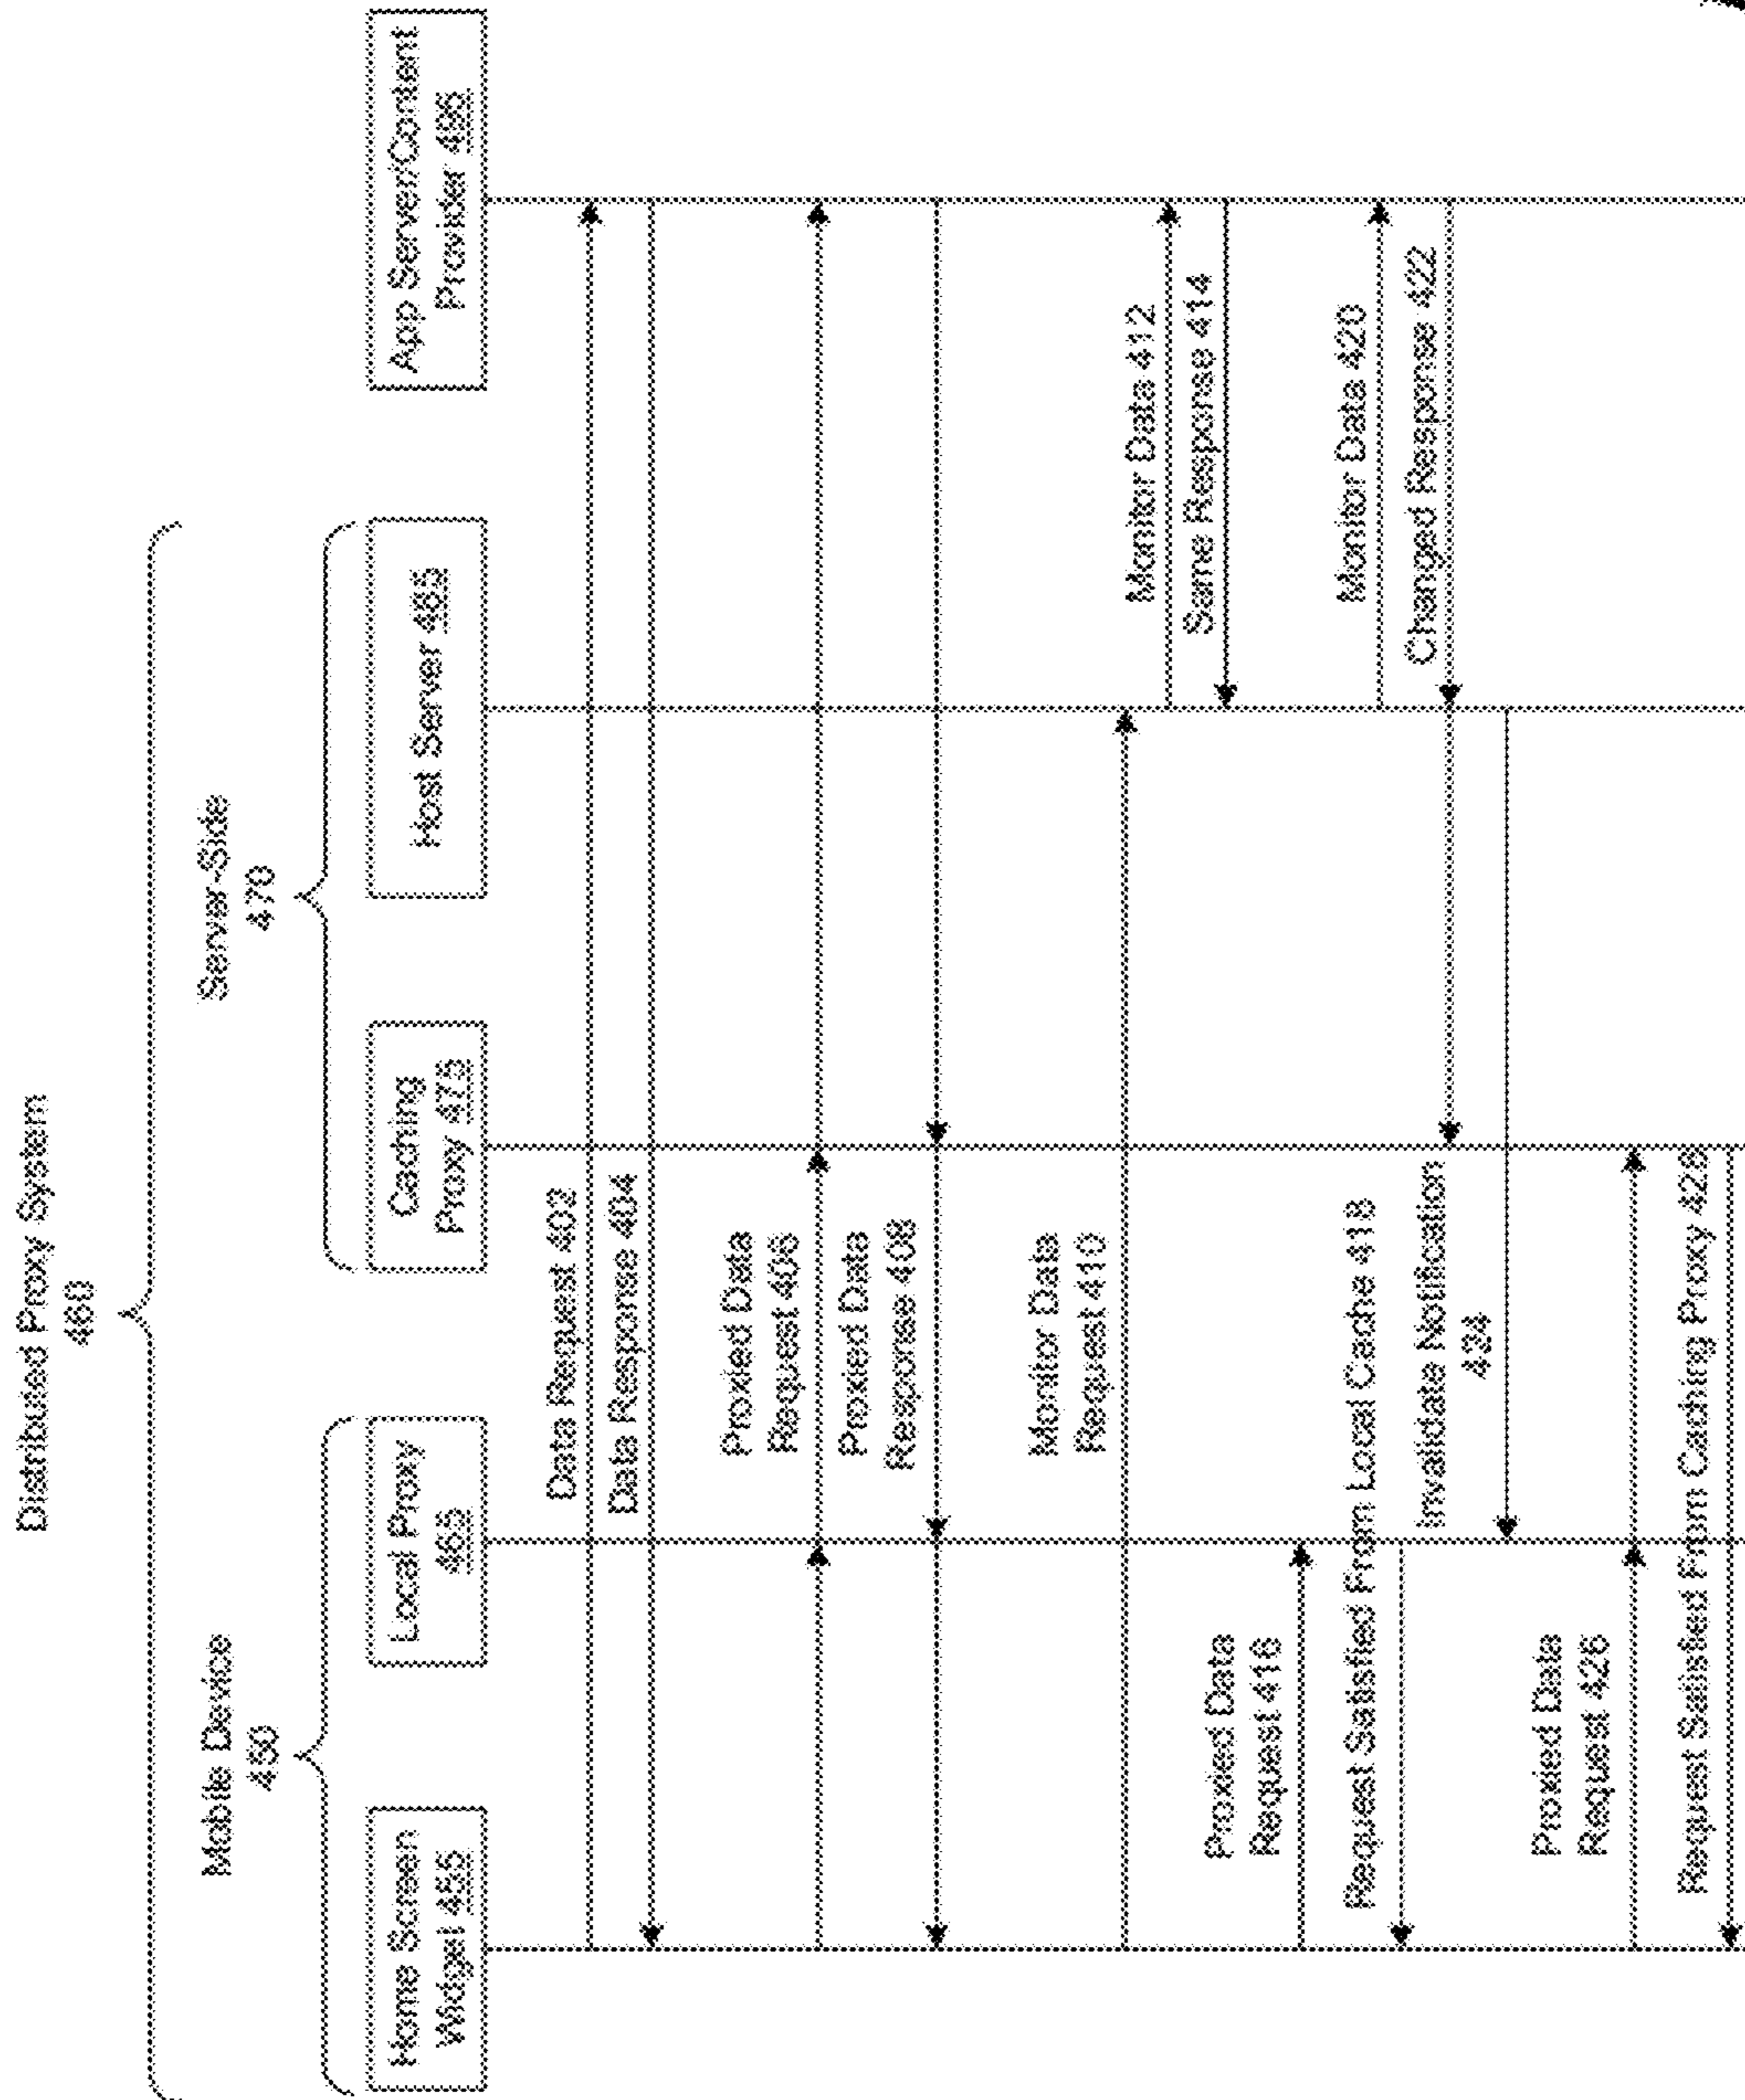 Distributed Proxy System
460
Mobile Device
450
Server-Side
470
Home Screen
Widget 455
Local Proxy
465
Caching
Proxy 475
Host Server 485
App Server/Content
Provider 495
Data Request 402
Data Response 404
Proxied Data
Request 406
Proxied Data
Response 408
Monitor Data
Request 410
Monitor Data 412
Same Response 414
Proxied Data
Request 416
Request Satisfied From Local Cache 418
Monitor Data 420
Changed Response 422
Invalidate Notification
424
Proxied Data
Request 426
Request Satisfied From Caching Proxy 428